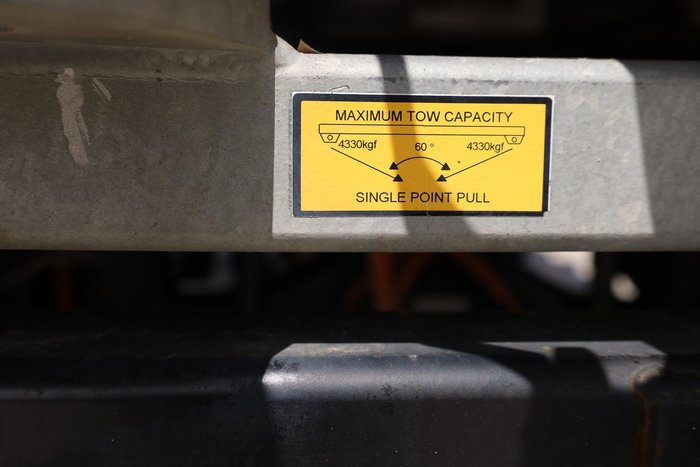 MAXIMUM TOW CAPACITY
4330kgf 60 ° 4330kgf
SINGLE POINT PULL